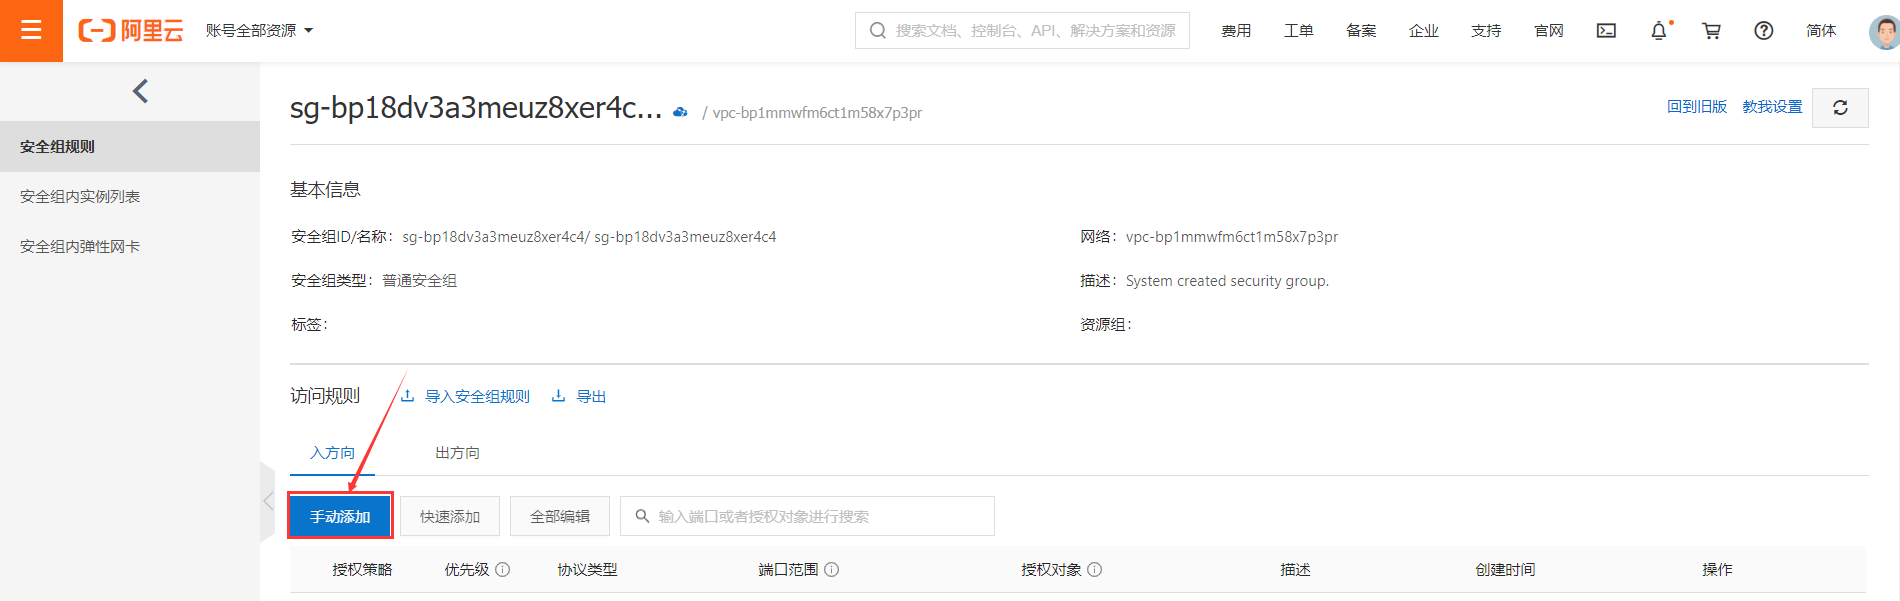 阿里云 账号全部资源 搜索文档、控制台、API、解决方案和资源 费用 工单 备案 企业 支持 官网 简体
安全组规则
安全组内实例列表
安全组内弹性网卡
sg-bp18dv3a3meuz8xer4c... / vpc-bp1mmwfm6ct1m58x7p3pr 回到旧版 教我设置
基本信息
安全组ID/名称： sg-bp18dv3a3meuz8xer4c4/ sg-bp18dv3a3meuz8xer4c4 网络： vpc-bp1mmwfm6ct1m58x7p3pr
安全组类型： 普通安全组 描述： System created security group.
标签： 资源组：
访问规则 导入安全组规则 导出
入方向 出方向
手动添加 快速添加 全部编辑 输入端口或者授权对象进行搜索
授权策略 优先级 协议类型 端口范围 授权对象 描述 创建时间 操作